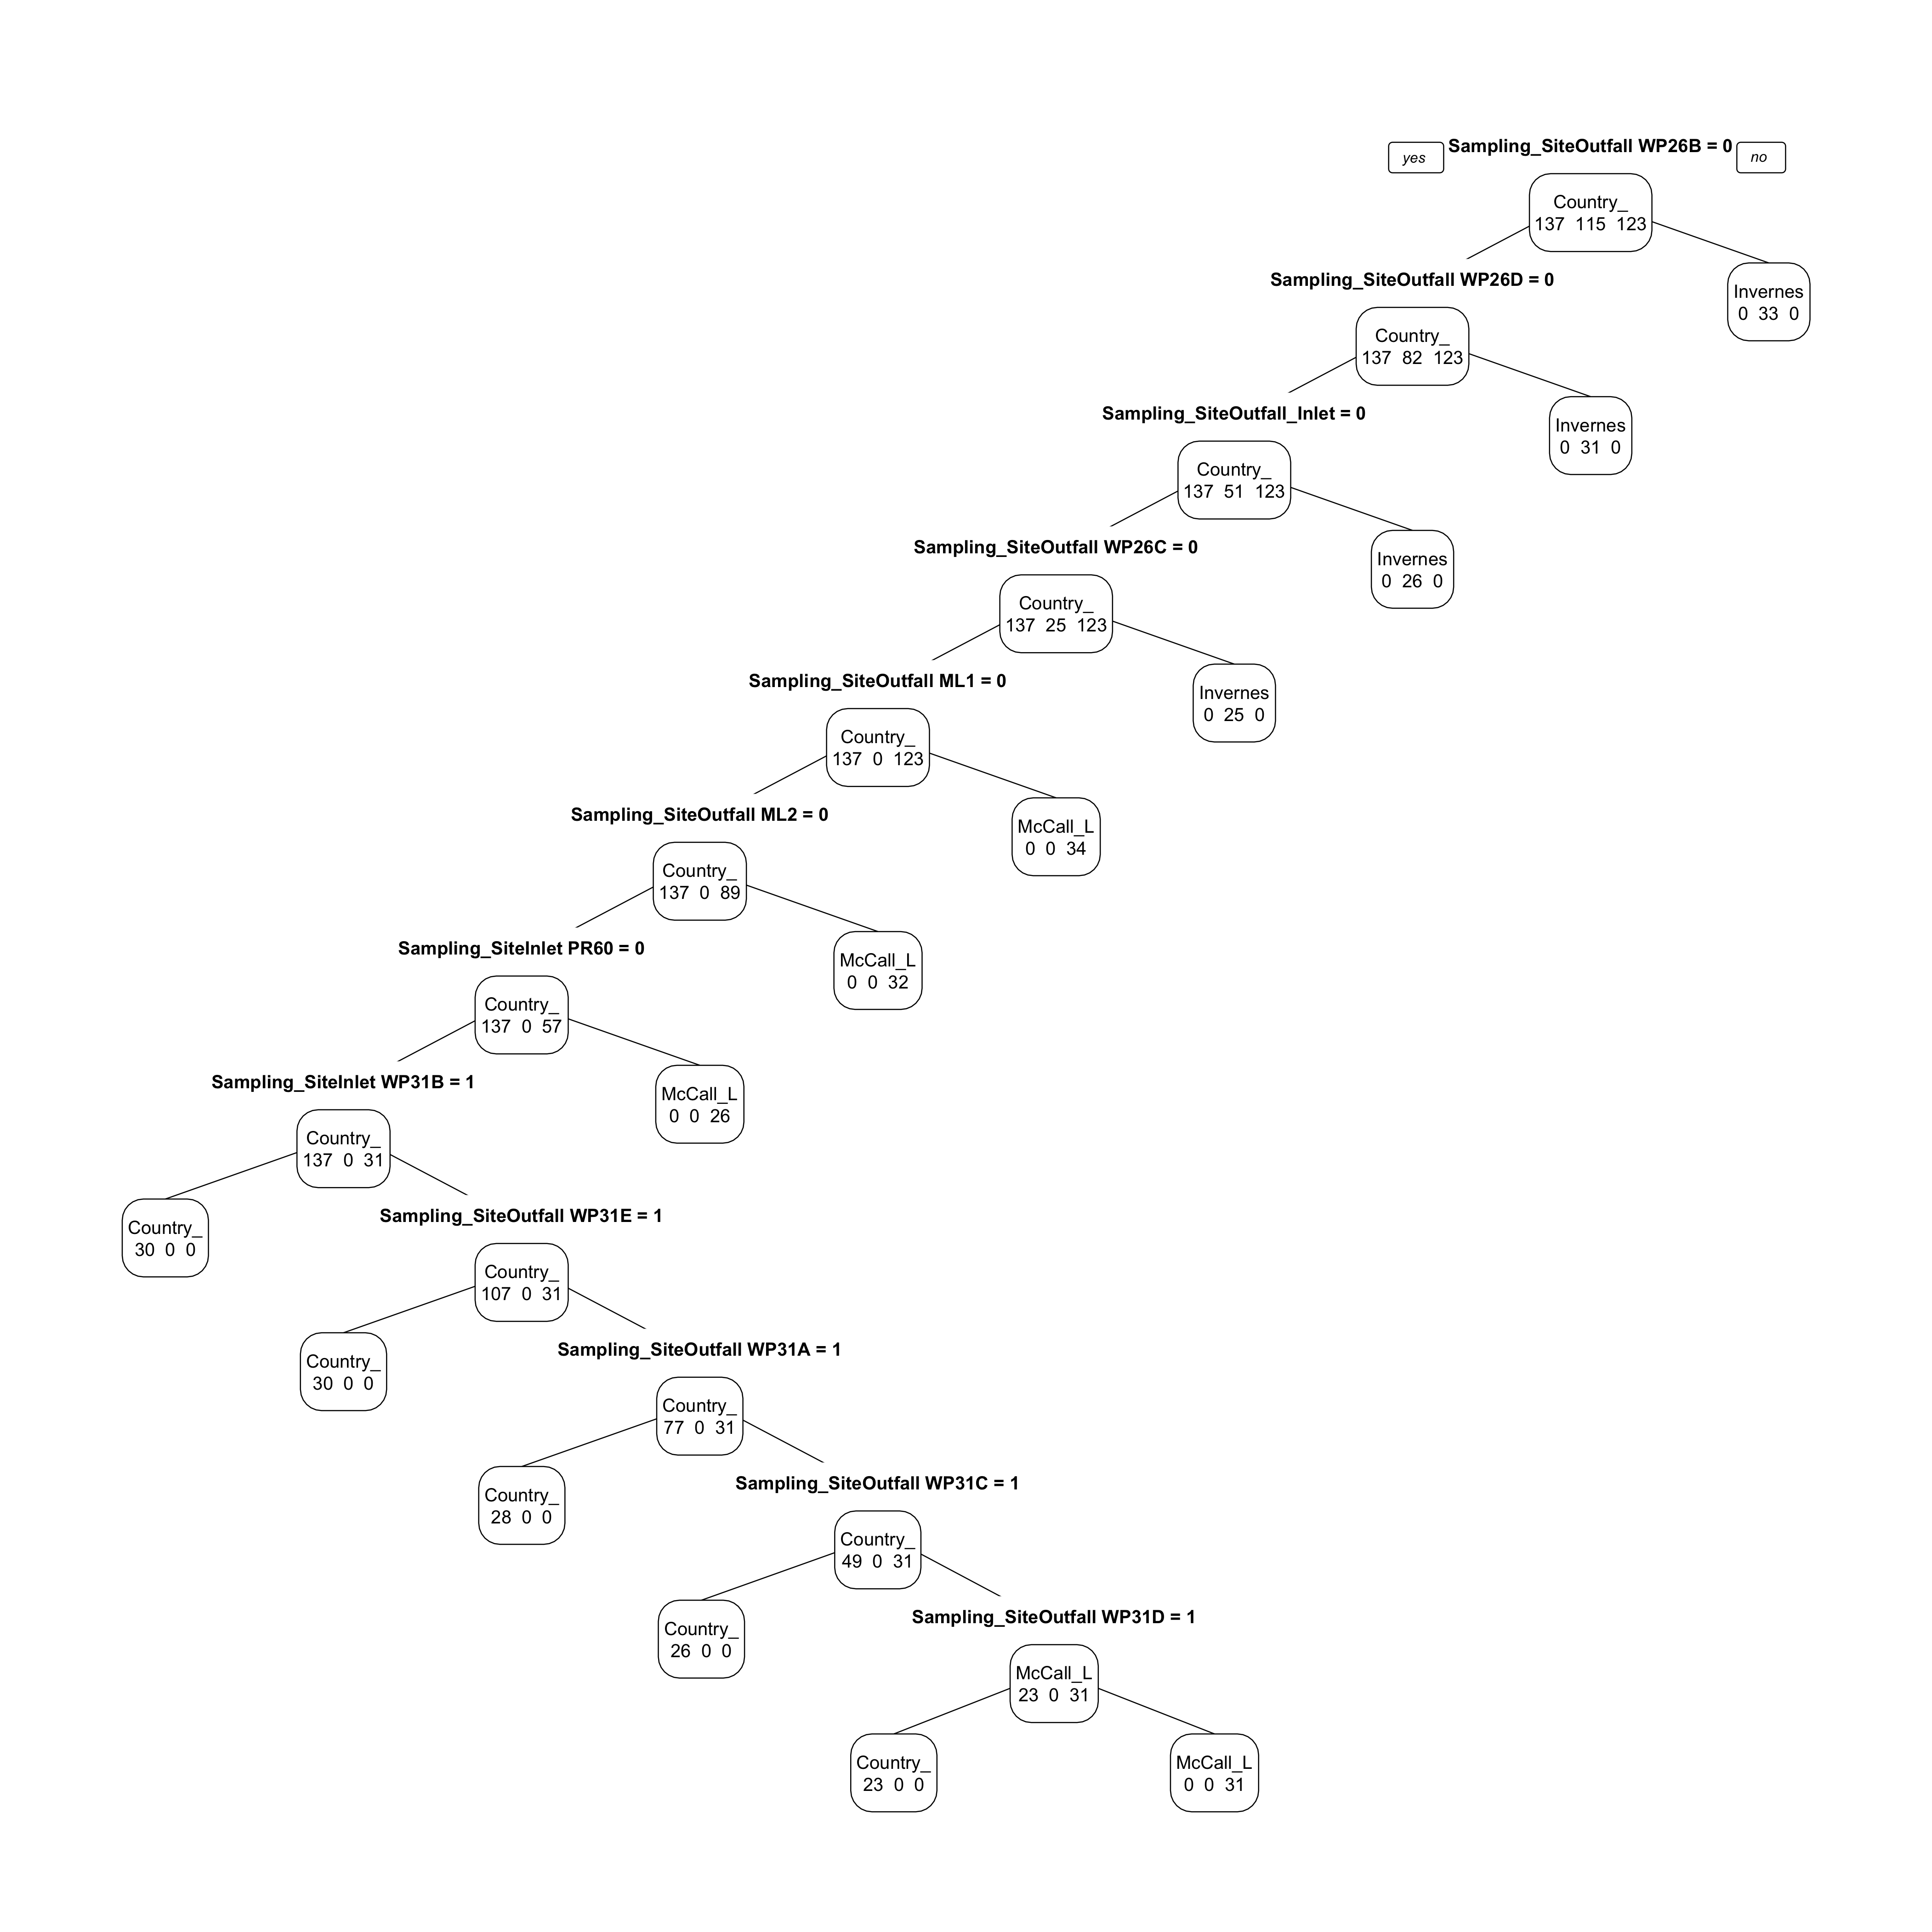 Sampling_SiteOutfall WP26B = 0
yes
no
Country_
137 115 123
Sampling_SiteOutfall WP26D = 0
Invernes
0 33 0
Country_
137 82 123
Sampling_SiteOutfall_Inlet = 0
Invernes
0 31 0
Country_
137 51 123
Sampling_SiteOutfall WP26C = 0
Invernes
0 26 0
Country_
137 25 123
Sampling_SiteOutfall ML1 = 0
Invernes
0 25 0
Country_
137 0 123
Sampling_SiteOutfall ML2 = 0
McCall_L
0 0 34
Country_
137 0 89
Sampling_SiteInlet PR60 = 0
McCall_L
0 0 32
Country_
137 0 57
Sampling_SiteInlet WP31B = 1
McCall_L
0 0 26
Country_
137 0 31
Sampling_SiteOutfall WP31E = 1
Country_
30 0 0
Country_
107 0 31
Sampling_SiteOutfall WP31A = 1
Country_
30 0 0
Country_
77 0 31
Sampling_SiteOutfall WP31C = 1
Country_
28 0 0
Country_
49 0 31
Sampling_SiteOutfall WP31D = 1
Country_
26 0 0
McCall_L
23 0 31
Country_
23 0 0
McCall_L
0 0 31